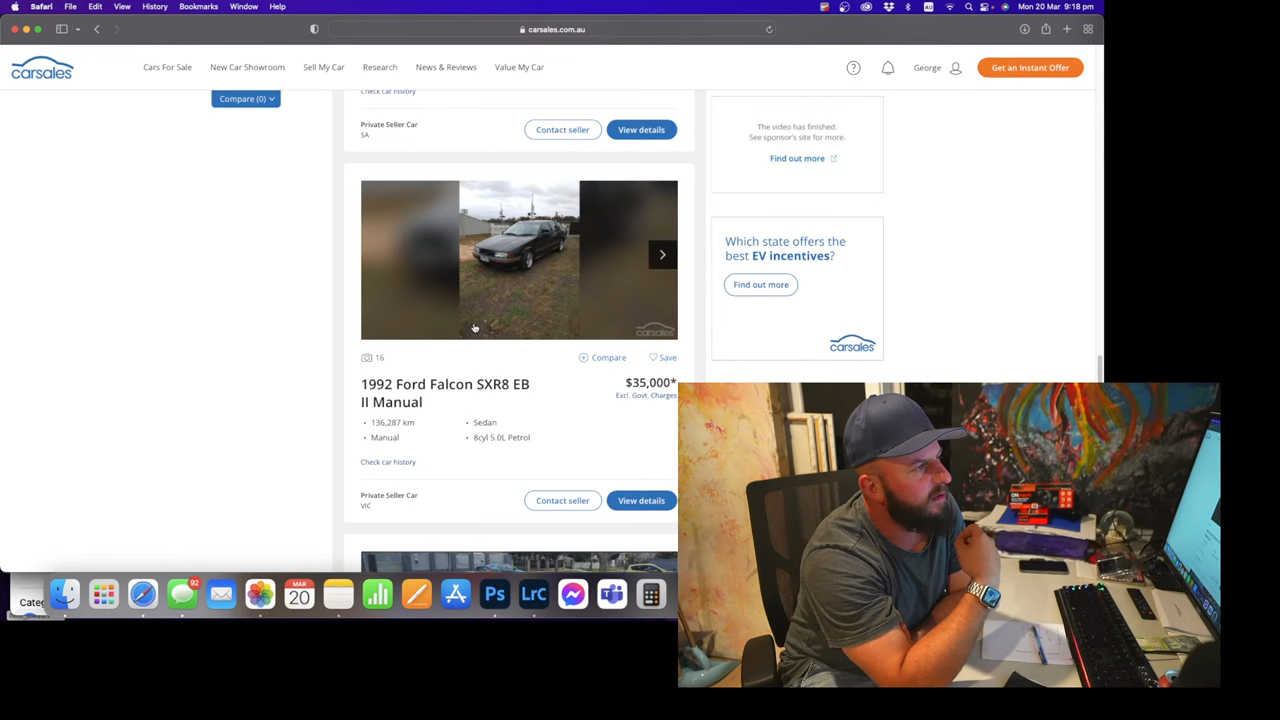 Safari File Edit View History Bookmarks Window Help
AU
Mon 20 Mar 9:18 pm
carsales.com.au
carsales
Cars For Sale New Car Showroom Sell My Car Research News & Reviews Value My Car
George
Get an Instant Offer
Compare (0)
Check car history
Private Seller Car
SA
Contact seller
View details
The video has finished.
See sponsor's site for more.
Find out more
Which state offers the
best EV incentives?
Find out more
carsales
carsales
16
Compare
Save
1992 Ford Falcon SXR8 EB
II Manual
$35,000*
Excl. Govt. Charges
• 136,287 km
• Sedan
• Manual
• 8cyl 5.0L Petrol
Check car history
Private Seller Car
VIC
Contact seller
View details
92
MAR
20
Ps
LrC